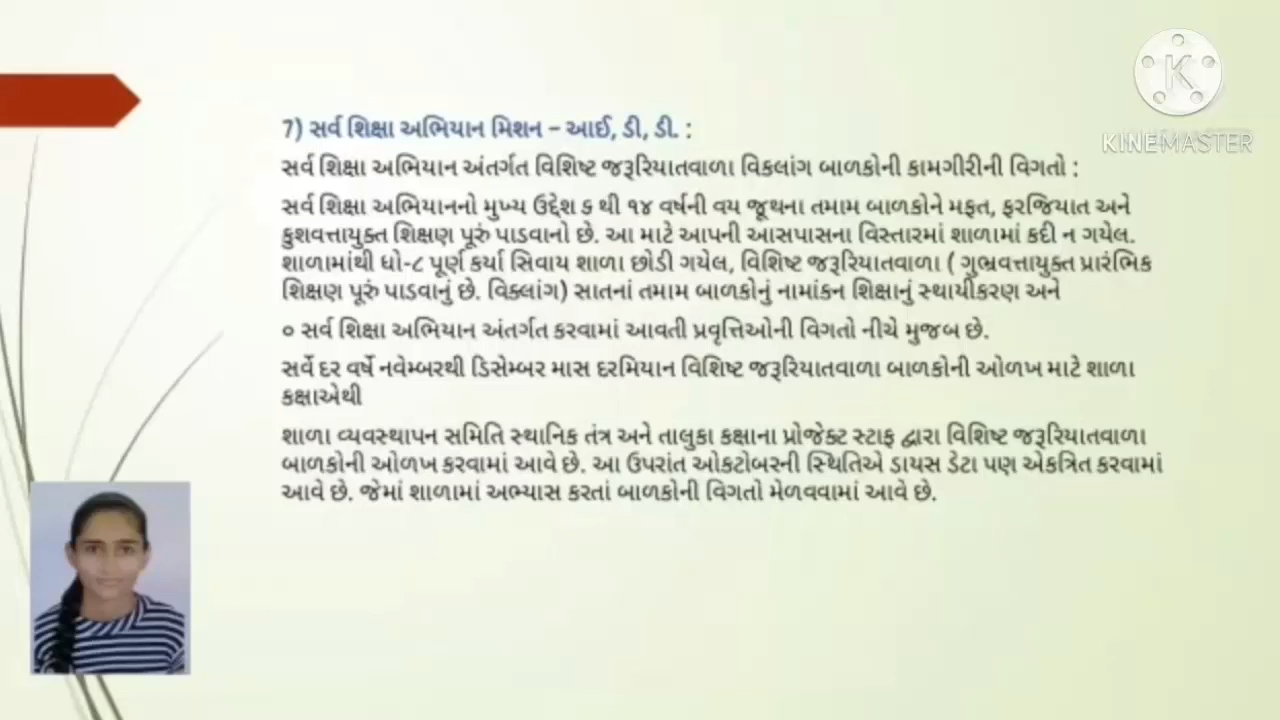 7) સર્વ શિક્ષા અભિયાન મિશન – આઈ, ડી, ડી. :
સર્વ શિક્ષા અભિયાન અંતર્ગત વિશિષ્ટ જરૂરિયાતવાળા વિકલાંગ બાળકોની કામગીરીની વિગતો :
સર્વ શિક્ષા અભિયાનનો મુખ્ય ઉદ્દેશ ક થી ૧૪ વર્ષની વય જૂથના તમામ બાળકોને મફત, ફરજિયાત અને
કુશવત્તાયુક્ત શિક્ષણ પૂરું પાડવાનો છે. આ માટે આપની આસપાસના વિસ્તારમાં શાળામાં કદી ન ગયેલ.
શાળામાંથી ધો-૮ પૂર્ણ કર્યા સિવાય શાળા છોડી ગયેલ, વિશિષ્ટ જરૂરિયાતવાળા ( ગુભ્રવત્તાયુક્ત પ્રારંભિક
શિક્ષણ પૂરું પાડવાનું છે. વિક્લાંગ) સાતનાં તમામ બાળકોનું નામાંકન શિક્ષાનું સ્થાયીકરણ અને
૦ સર્વ શિક્ષા અભિયાન અંતર્ગત કરવામાં આવતી પ્રવૃત્તિઓની વિગતો નીચે મુજબ છે.
સર્વે દર વર્ષે નવેમ્બરથી ડિસેમ્બર માસ દરમિયાન વિશિષ્ટ જરૂરિયાતવાળા બાળકોની ઓળખ માટે શાળા
કક્ષાએથી
શાળા વ્યવસ્થાપન સમિતિ સ્થાનિક તંત્ર અને તાલુકા કક્ષાના પ્રોજેક્ટ સ્ટાફ દ્વારા વિશિષ્ટ જરૂરિયાતવાળા
બાળકોની ઓળખ કરવામાં આવે છે. આ ઉપરાંત ઓકટોબરની સ્થિતિએ ડાયસ ડેટા પણ એકત્રિત કરવામાં
આવે છે. જેમાં શાળામાં અભ્યાસ કરતાં બાળકોની વિગતો મેળવવામાં આવે છે.
K
KINEMASTER